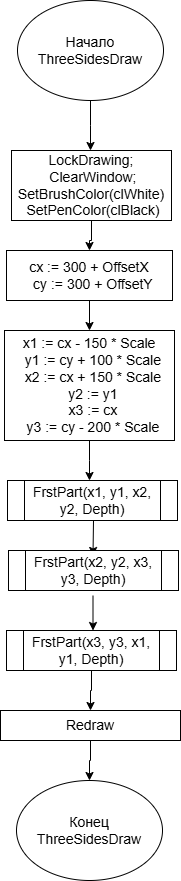 Начало
ThreeSidesDraw
LockDrawing;
ClearWindow;
SetBrushColor(clWhite)
SetPenColor(clBlack)
cx := 300 + OffsetX
cy := 300 + OffsetY
x1 := cx - 150 * Scale
y1 := cy + 100 * Scale
x2 := cx + 150 * Scale
y2 := y1
x3 := cx
y3 := cy - 200 * Scale
FrstPart(x1, y1, x2,
y2, Depth)
FrstPart(x2, y2, x3,
y3, Depth)
FrstPart(x3, y3, x1,
y1, Depth)
Redraw
Конец
ThreeSidesDraw